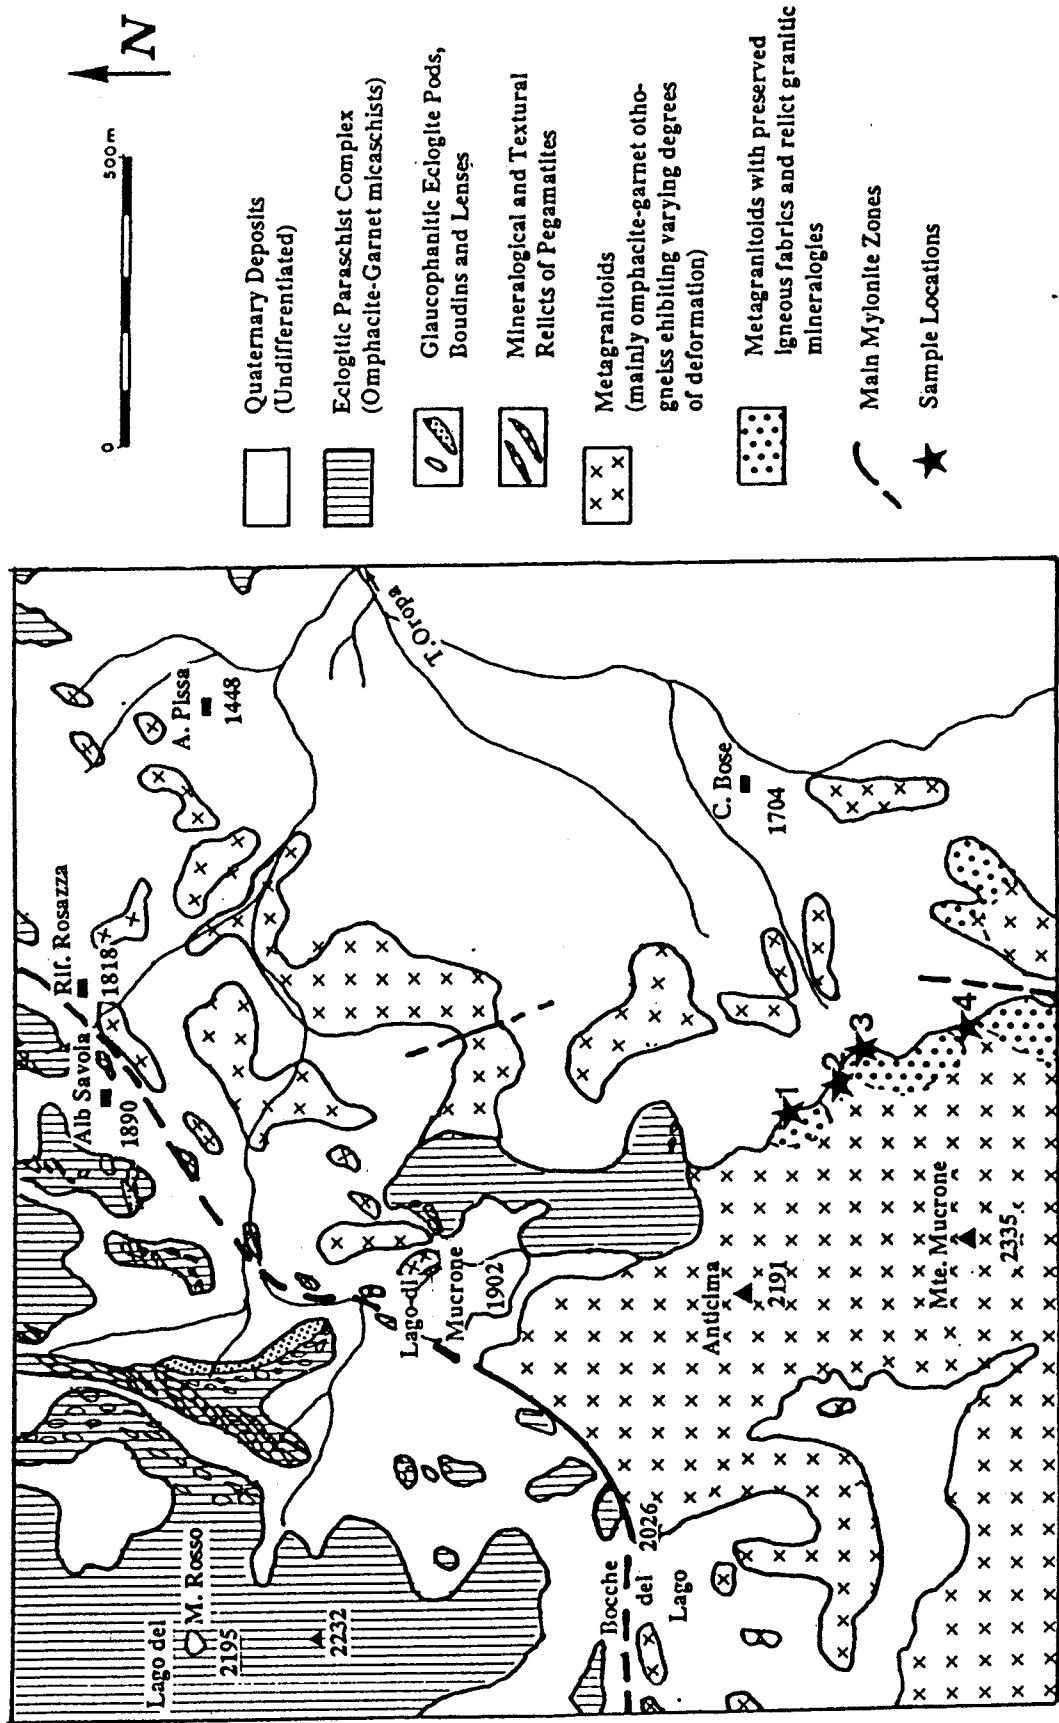 0
500m
N
Quaternary Deposits
(Undifferentiated)
Eclogitic Paraschist Complex
(Omphacite-Garnet micaschists)
Glaucophanitic Eclogite Pods,
Boudins and Lenses
Mineralogical and Textural
Relicts of Pegamatites
Metagranitoids
(mainly omphacite-garnet otho-
gneiss ehibiting varying degrees
of deformation)
Metagranitoids with preserved
igneous fabrics and relict granitic
mineralogies
Main Mylonite Zones
Sample Locations
Lago del
M. Rosso
2195
2232
Alb Savoia
1890
Rif. Rosazza
1818
A. Pissa
1448
T. Oropa
Lago di
Mucrone
1902
C. Bose
1704
Bocche
del
Lago
2026
Anticima
2191
Mte. Mucrone
2335
1
2
3
4